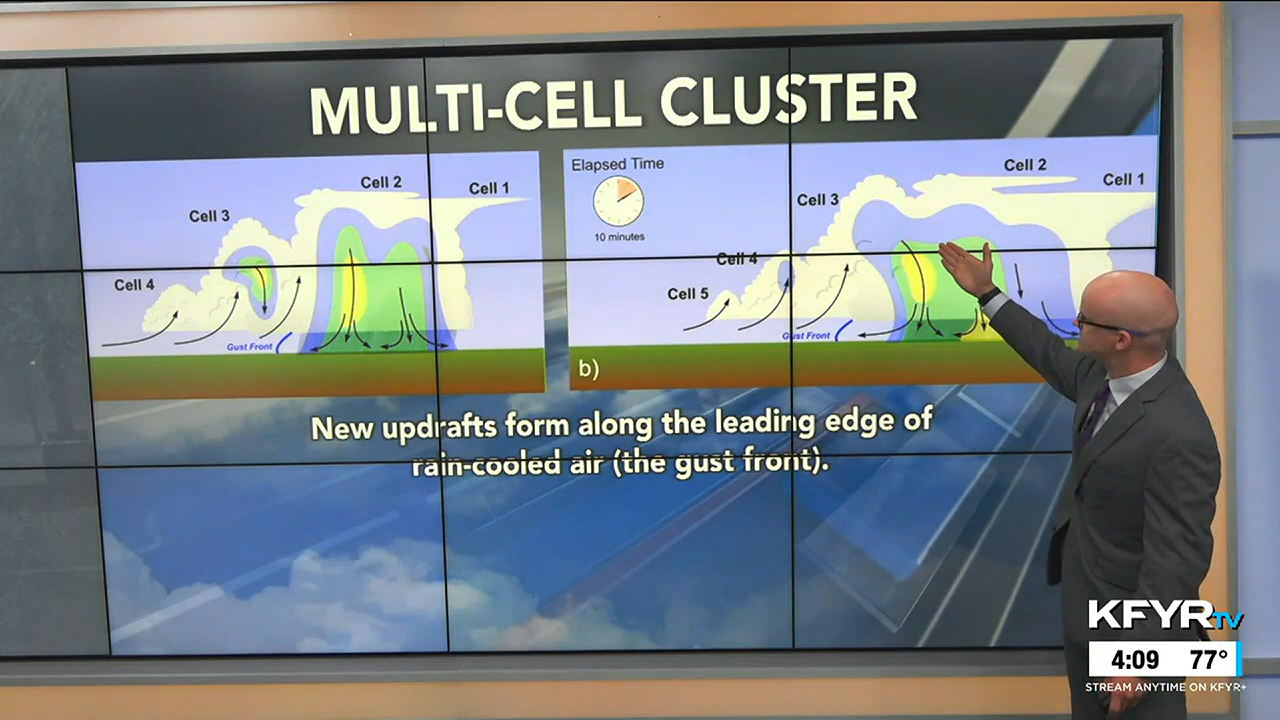 MULTI-CELL CLUSTER
Cell 2
Cell 1
Cell 3
Cell 4
Gust Front
Elapsed Time
10 minutes
Cell 2
Cell 1
Cell 3
Cell 4
Cell 5
Gust Front
b)
New updrafts form along the leading edge of
rain-cooled air (the gust front).
KFYRTV
4:09 77°
STREAM ANYTIME ON KFYR+